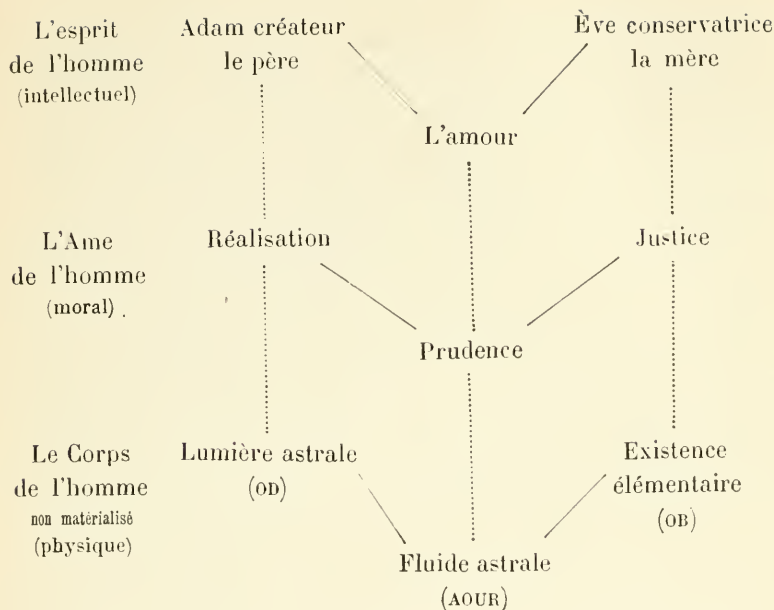 L'esprit
de l'homme
(intellectuel)
Adam créateur
le père
Ève conservatrice
la mère
L'amour
L'Ame
de l'homme
(moral)
Réalisation
Justice
Prudence
Le Corps
de l'homme
non matérialisé
(physique)
Lumière astrale
(OD)
Existence
élémentaire
(OB)
Fluide astrale
(AOUR)